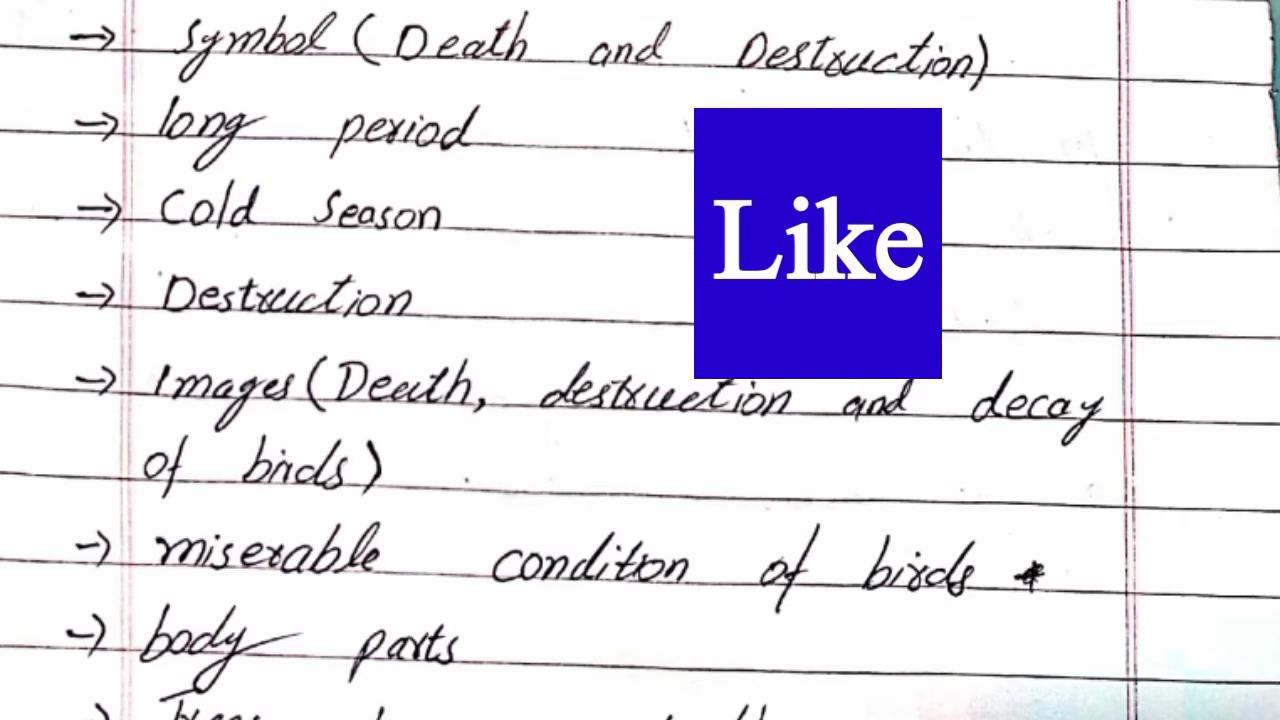 → Symbol (Death and Destruction)
→ long period
Like
→ Cold Season
→ Destruction
→ Images (Death, destruction and decay
of birds)
→ miserable condition of birds
→ body parts